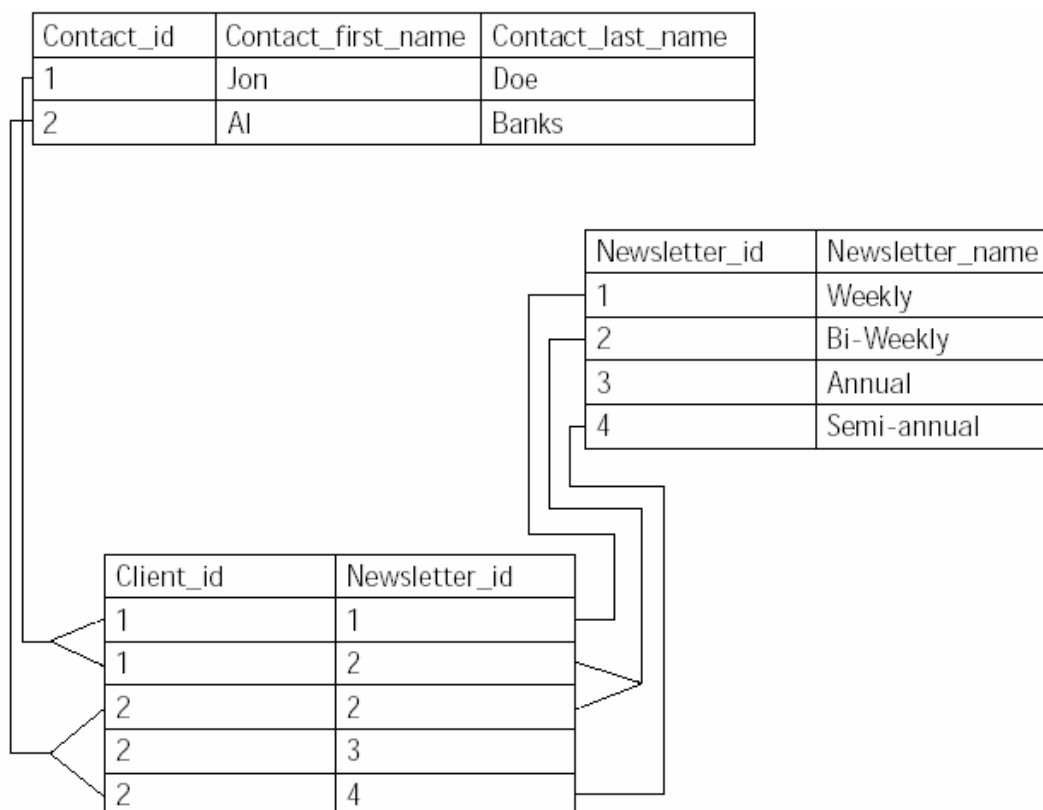 Contact_id Contact_first_name Contact_last_name
1 Jon Doe
2 Al Banks
Newsletter_id Newsletter_name
1 Weekly
2 Bi-Weekly
3 Annual
4 Semi-annual
Client_id Newsletter_id
1 1
1 2
2 2
2 3
2 4